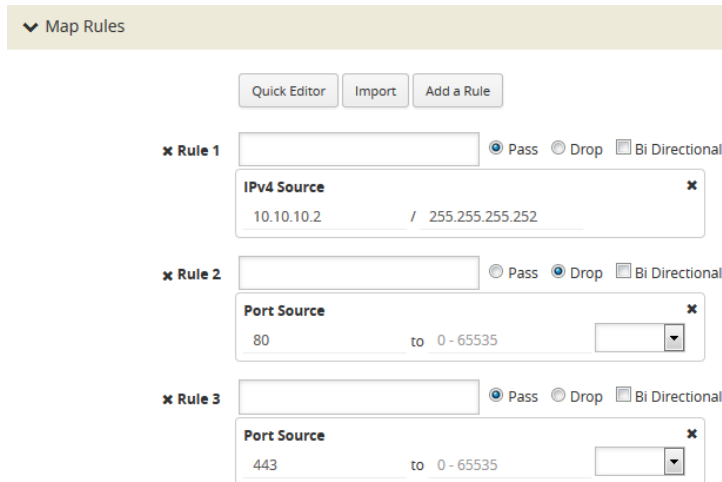 Map Rules
Quick Editor Import Add a Rule
Rule 1 Pass Drop Bi Directional
IPv4 Source
10.10.10.2 / 255.255.255.252
Rule 2 Pass Drop Bi Directional
Port Source
80 to 0 - 65535
Rule 3 Pass Drop Bi Directional
Port Source
443 to 0 - 65535